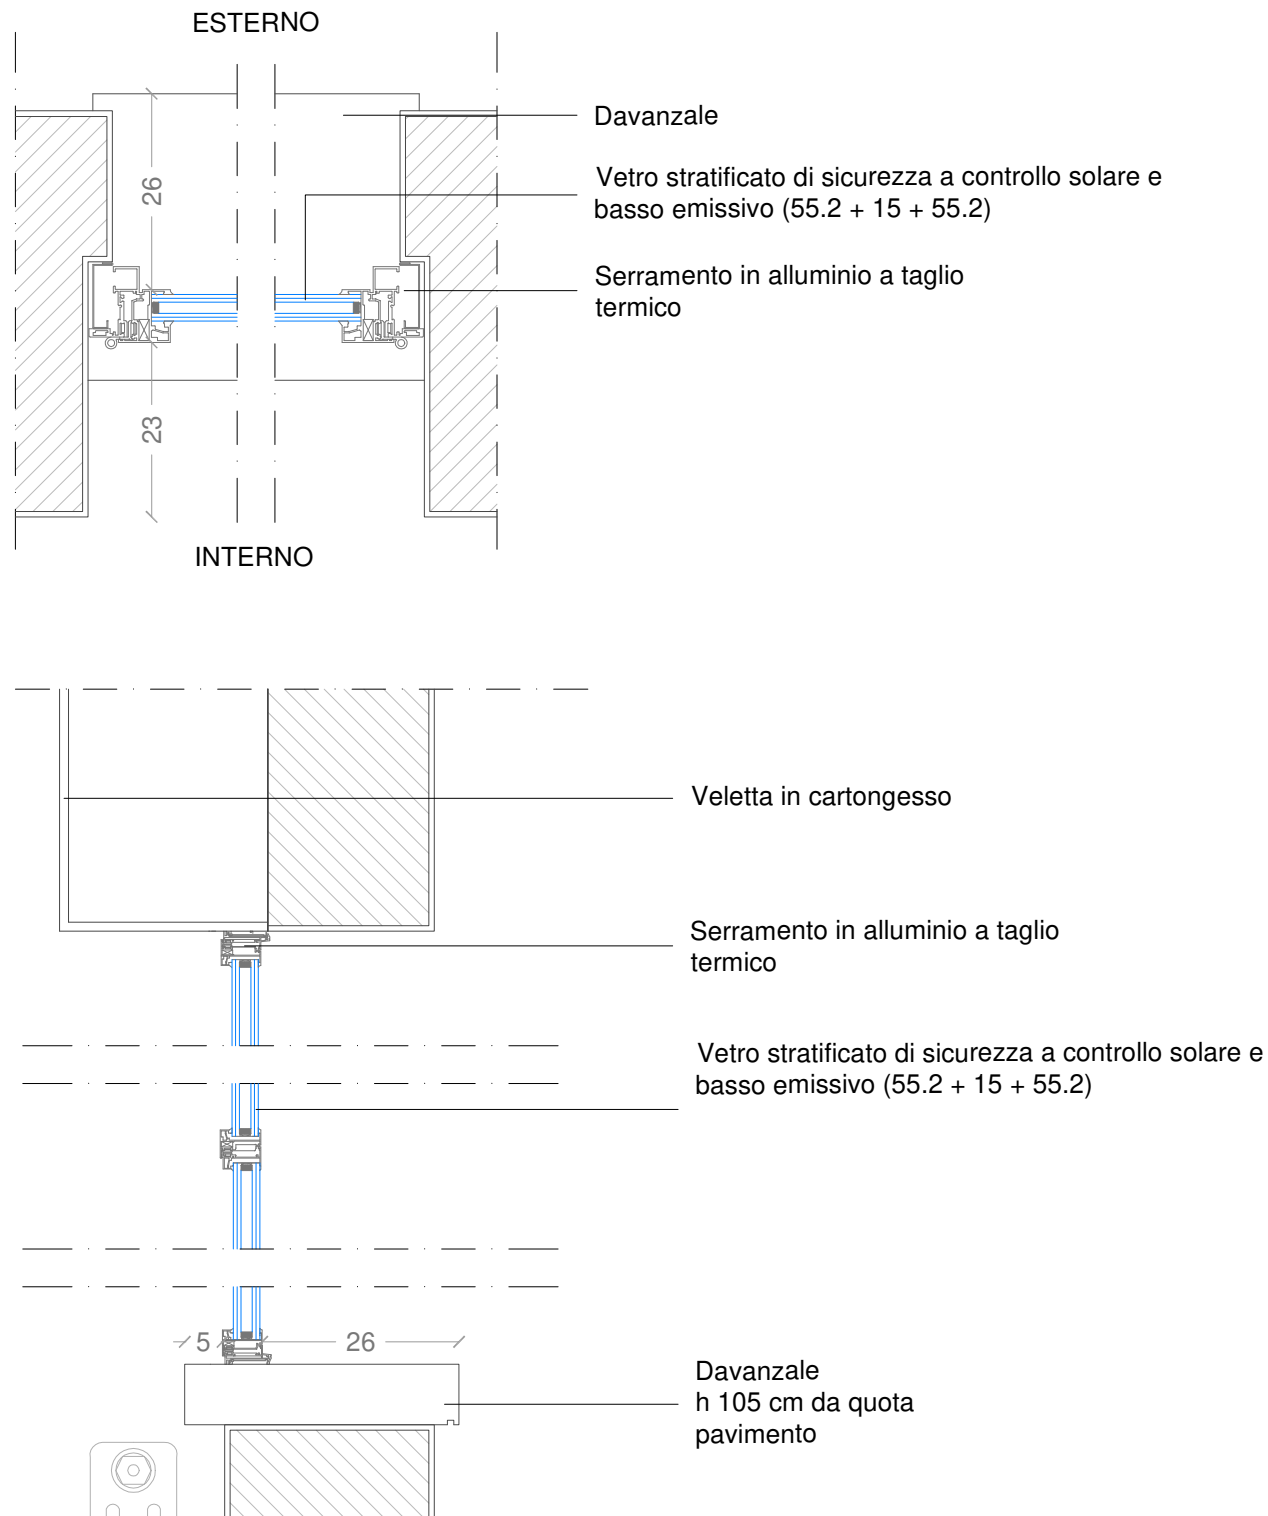 ESTERNO
Davanzale
26
Vetro stratificato di sicurezza a controllo solare e
basso emissivo (55.2 + 15 + 55.2)
Serramento in alluminio a taglio
termico
23
INTERNO
Veletta in cartongesso
Serramento in alluminio a taglio
termico
Vetro stratificato di sicurezza a controllo solare e
basso emissivo (55.2 + 15 + 55.2)
5 26
Davanzale
h 105 cm da quota
pavimento